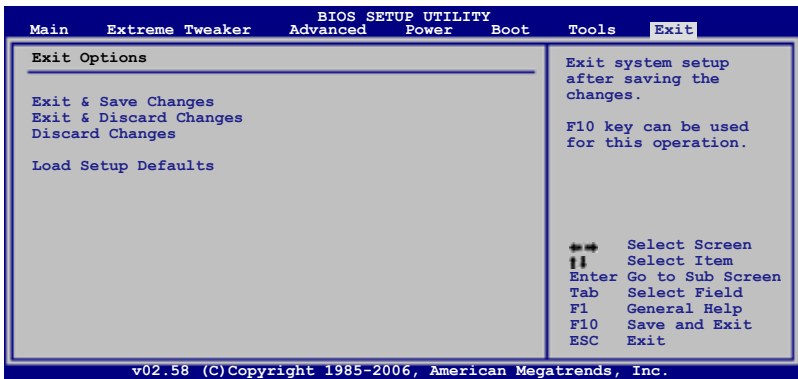 BIOS SETUP UTILITY
Main Extreme Tweaker Advanced Power Boot Tools Exit
Exit Options
Exit & Save Changes
Exit & Discard Changes
Discard Changes
Load Setup Defaults
Exit system setup
after saving the
changes.
F10 key can be used
for this operation.
Select Screen
Select Item
Enter Go to Sub Screen
Tab Select Field
F1 General Help
F10 Save and Exit
ESC Exit
v02.58 (C)Copyright 1985-2006, American Megatrends, Inc.